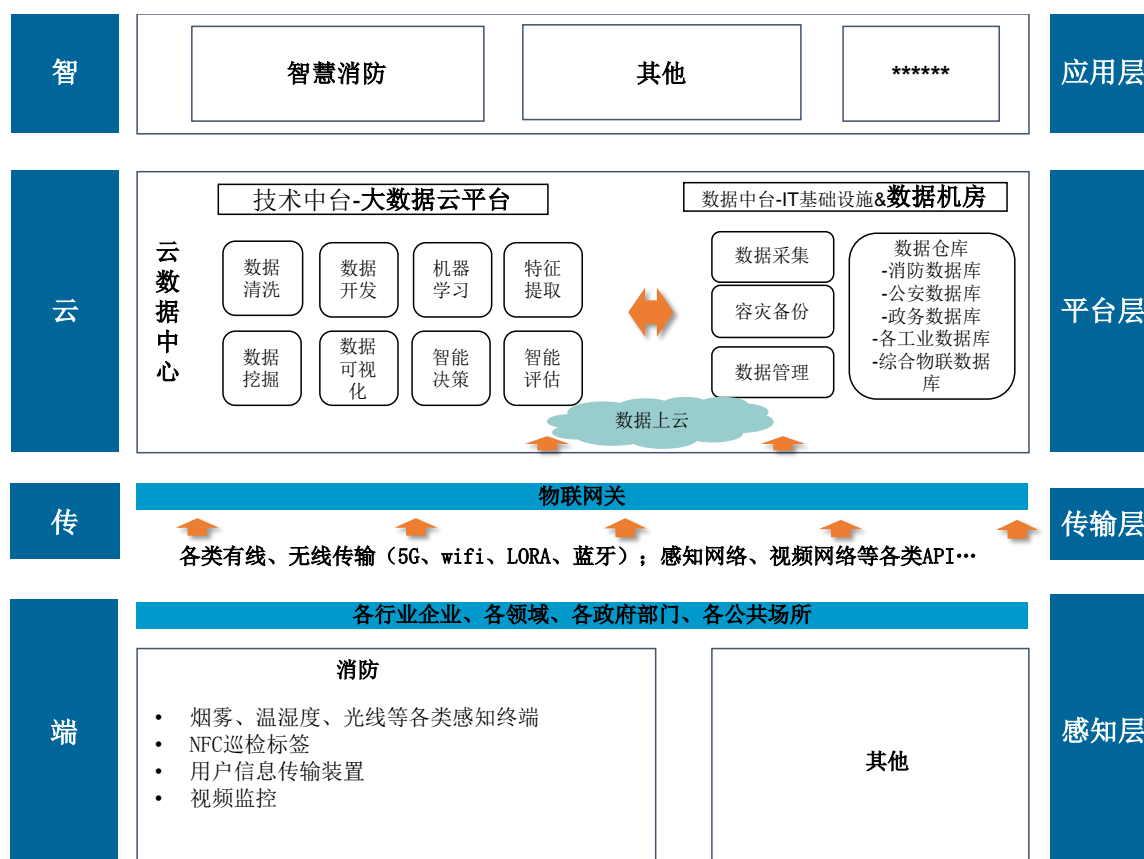 智
智慧消防
其他
******
应用层
云
技术中台-大数据云平台
数据中台-IT基础设施&数据机房
云
数
据
中
心
数据
清洗
数据
开发
机器
学习
特征
提取
数据
挖掘
数据
可视
化
智能
决策
智能
评估
数据采集
容灾备份
数据管理
数据仓库
-消防数据库
-公安数据库
-政务数据库
-各工业数据库
-综合物联数据
库
数据上云
平台层
传
物联网关
各类有线、无线传输（5G、wifi、LORA、蓝牙）；感知网络、视频网络等各类API…
传输层
端
各行业企业、各领域、各政府部门、各公共场所
消防
• 烟雾、温湿度、光线等各类感知终端
• NFC巡检标签
• 用户信息传输装置
• 视频监控
其他
感知层